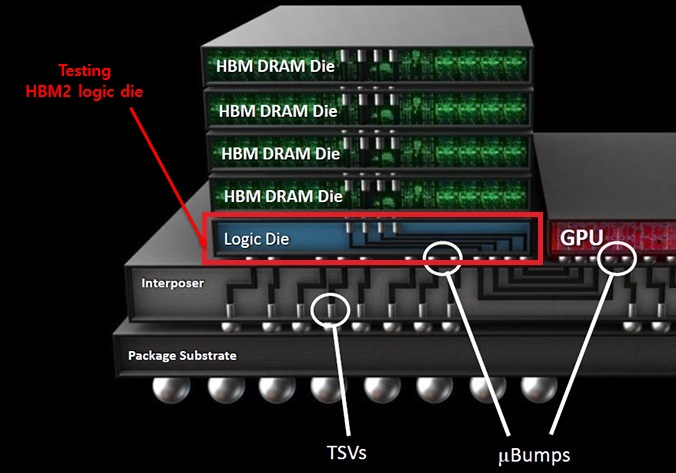 Testing
HBM2 logic die
HBM DRAM Die
HBM DRAM Die
HBM DRAM Die
HBM DRAM Die
Logic Die
GPU
Interposer
Package Substrate
TSVs
μBumps